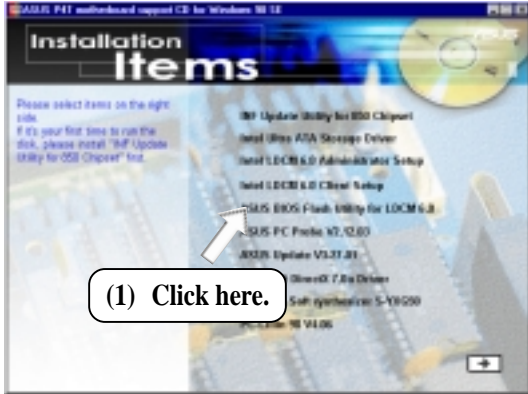 ASUS P4T motherboard support CD for Windows 98 SE
Installation
Items
ASUS
Please select items on the right
side.
If it's your first time to run the
disk, please install "INF Update
Utility for 850 Chipset" first.
INF Update Utility for 850 Chipset
Intel Ultra ATA Storage Driver
Intel LDCM 6.0 Administrator Setup
Intel LDCM 6.0 Client Setup
ASUS BIOS Flash Utility for LDCM 6.0
ASUS PC Probe V2.12.03
ASUS Update V3.27.01
DirectX 7.0a Driver
Soft synthesizer S-YXG50
98 V4.06
(1) Click here.